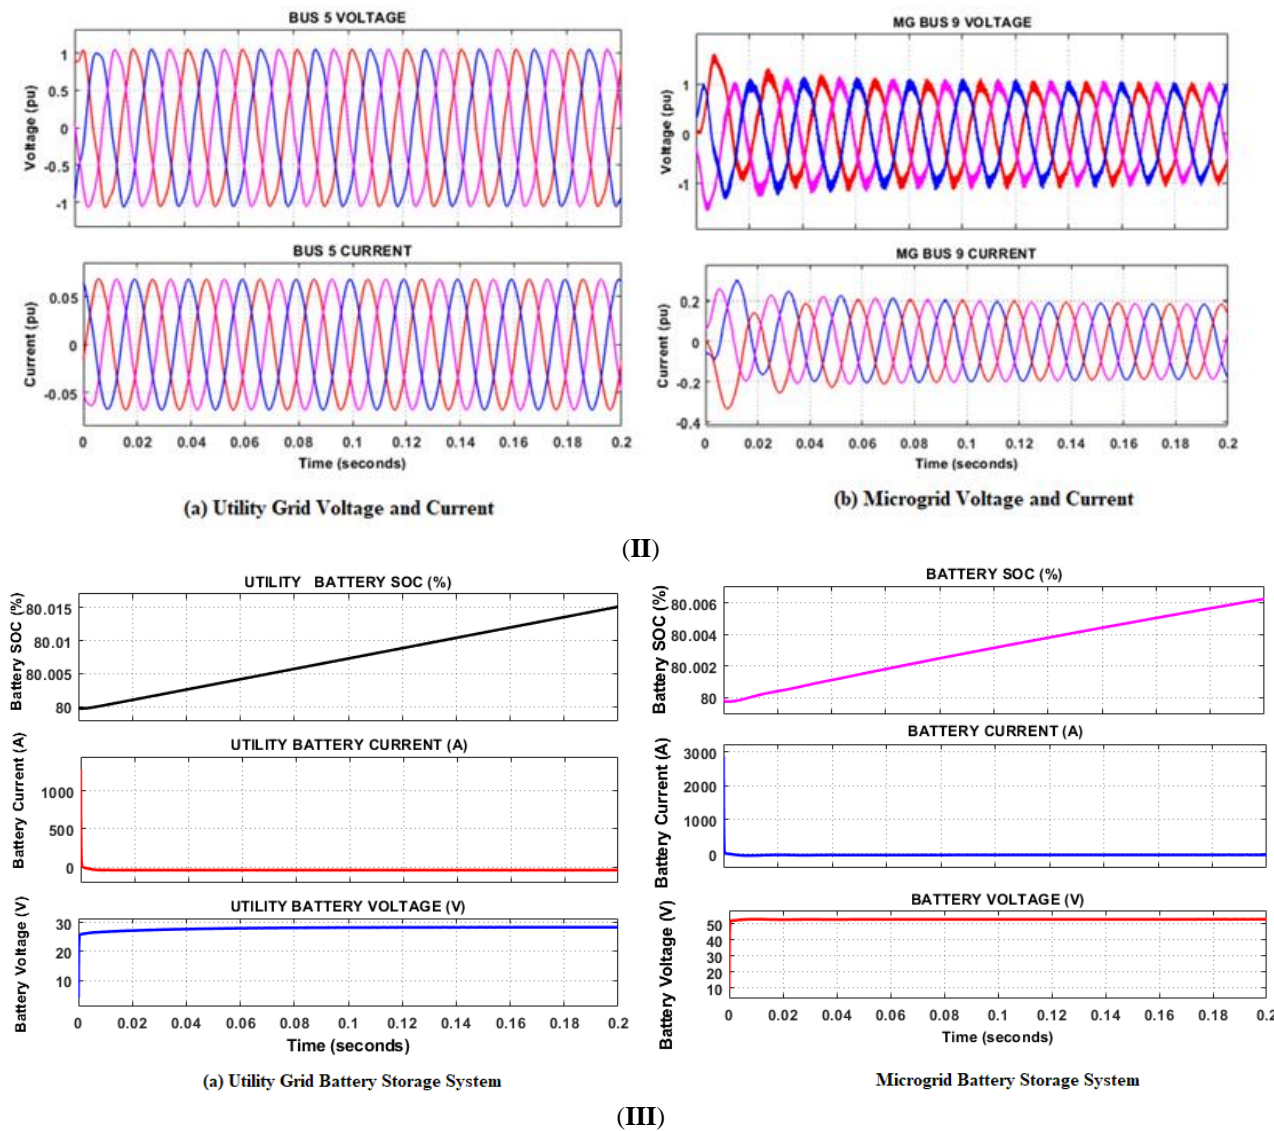 BUS 5 VOLTAGE
Voltage (pu)
1
0.5
0
-0.5
-1
BUS 5 CURRENT
Current (pu)
0.05
0
-0.05
0 0.02 0.04 0.06 0.08 0.1 0.12 0.14 0.16 0.18 0.2
Time (seconds)
(a) Utility Grid Voltage and Current
MG BUS 9 VOLTAGE
Voltage (pu)
1
0
-1
MG BUS 9 CURRENT
Current (pu)
0.2
0
-0.2
-0.4
0 0.02 0.04 0.06 0.08 0.1 0.12 0.14 0.16 0.18 0.2
Time (seconds)
(b) Microgrid Voltage and Current
(II)
UTILITY BATTERY SOC (%)
Battery SOC (%)
80.015
80.01
80.005
80
UTILITY BATTERY CURRENT (A)
Battery Current (A)
1000
500
0
UTILITY BATTERY VOLTAGE (V)
Battery Voltage (V)
30
20
10
0 0.02 0.04 0.06 0.08 0.1 0.12 0.14 0.16 0.18 0.2
Time (seconds)
(a) Utility Grid Battery Storage System
BATTERY SOC (%)
Battery SOC (%)
80.006
80.004
80.002
80
BATTERY CURRENT (A)
Battery Current (A)
3000
2000
1000
0
BATTERY VOLTAGE (V)
Battery Voltage (V)
50
40
30
20
10
0 0.02 0.04 0.06 0.08 0.1 0.12 0.14 0.16 0.18 0.2
Time (seconds)
Microgrid Battery Storage System
(III)